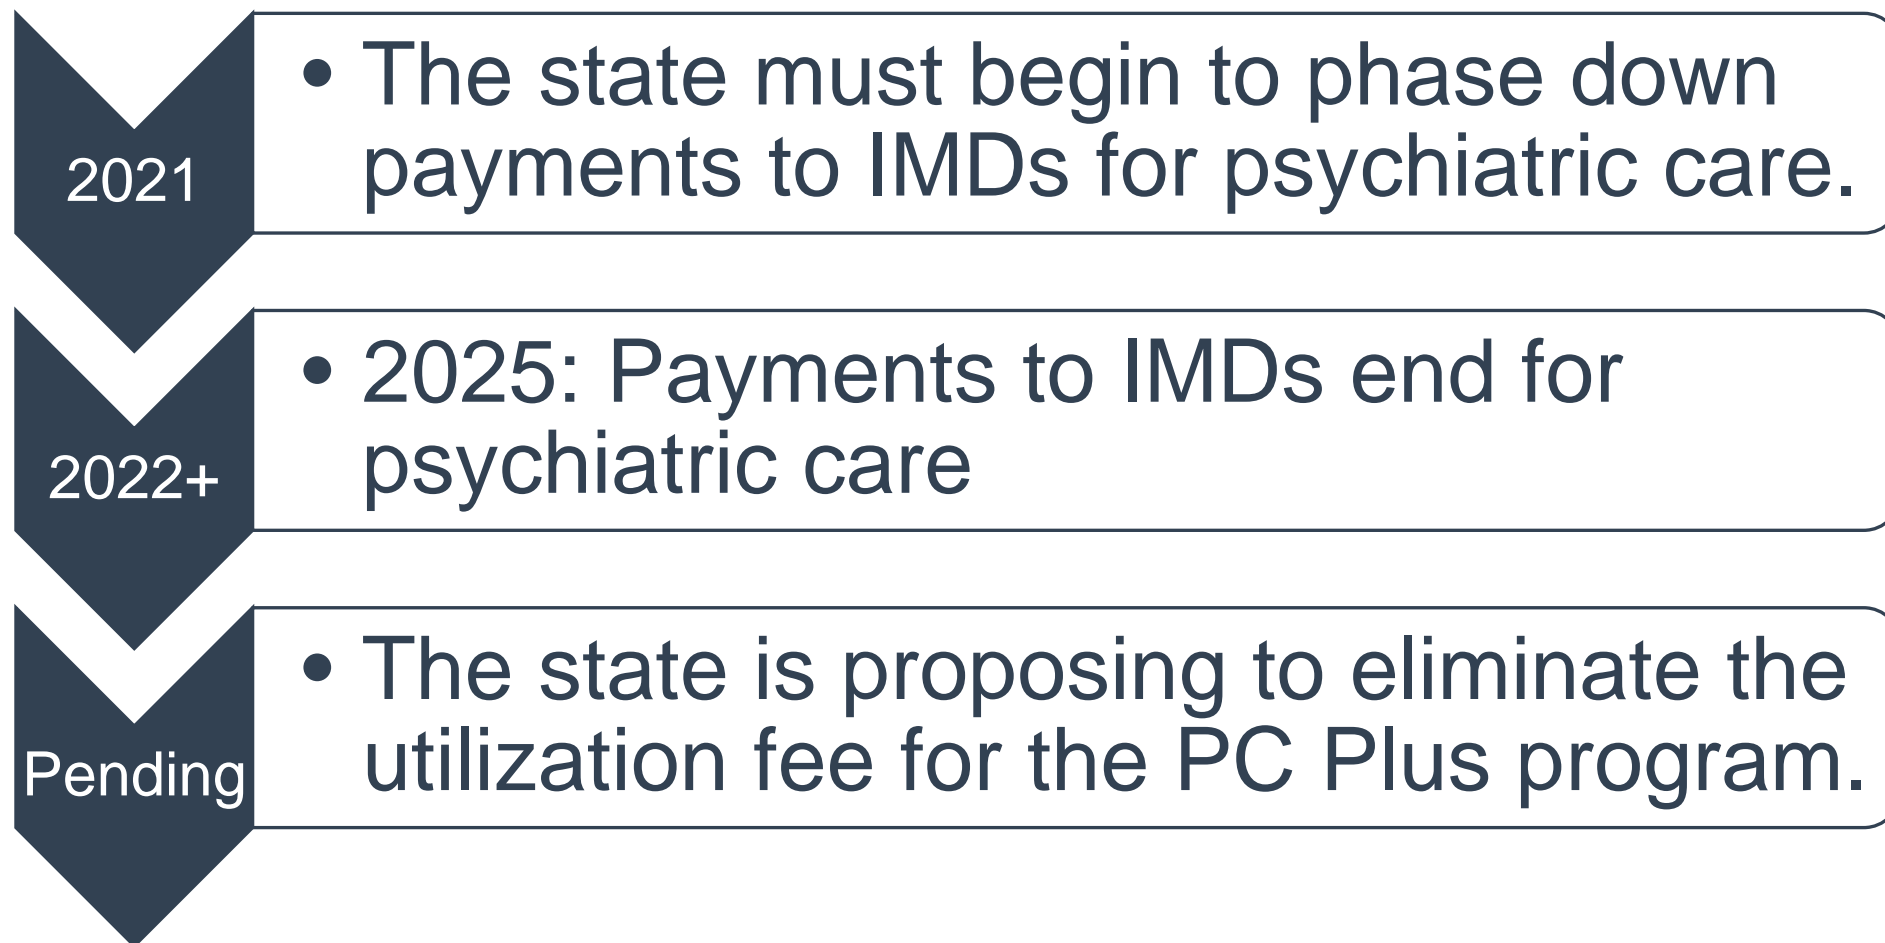 2021
• The state must begin to phase down
payments to IMDs for psychiatric care.
2022+
• 2025: Payments to IMDs end for
psychiatric care
Pending
• The state is proposing to eliminate the
utilization fee for the PC Plus program.